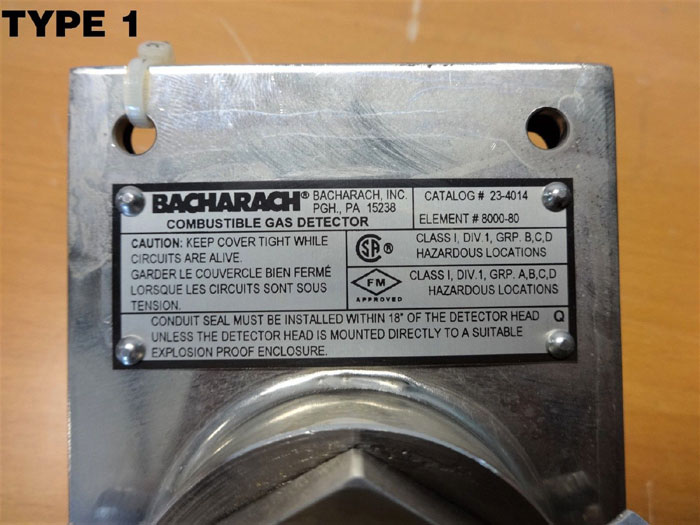 TYPE 1
BACHARACH® BACHARACH, INC.
PGH., PA 15238
COMBUSTIBLE GAS DETECTOR
CATALOG # 23-4014
ELEMENT # 8000-80
CAUTION: KEEP COVER TIGHT WHILE
CIRCUITS ARE ALIVE.
GARDER LE COUVERCLE BIEN FERMÉ
LORSQUE LES CIRCUITS SONT SOUS
TENSION.
SA ®
CLASS I, DIV.1, GRP. B,C,D
HAZARDOUS LOCATIONS
FM
APPROVED
CLASS I, DIV.1, GRP. A,B,C,D
HAZARDOUS LOCATIONS
CONDUIT SEAL MUST BE INSTALLED WITHIN 18" OF THE DETECTOR HEAD Q
UNLESS THE DETECTOR HEAD IS MOUNTED DIRECTLY TO A SUITABLE
EXPLOSION PROOF ENCLOSURE.